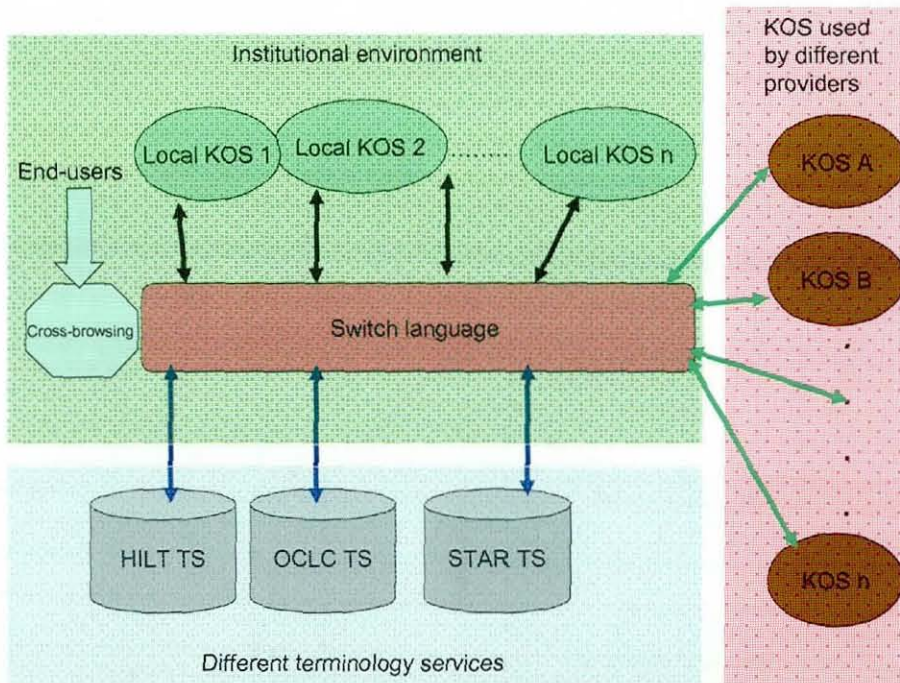 Institutional environment
KOS used
by different
providers
Local KOS 1
Local KOS 2
........
Local KOS n
KOS A
End-users
KOS B
Cross-browsing
Switch language
HILT TS
OCLC TS
STAR TS
KOS n
Different terminology services